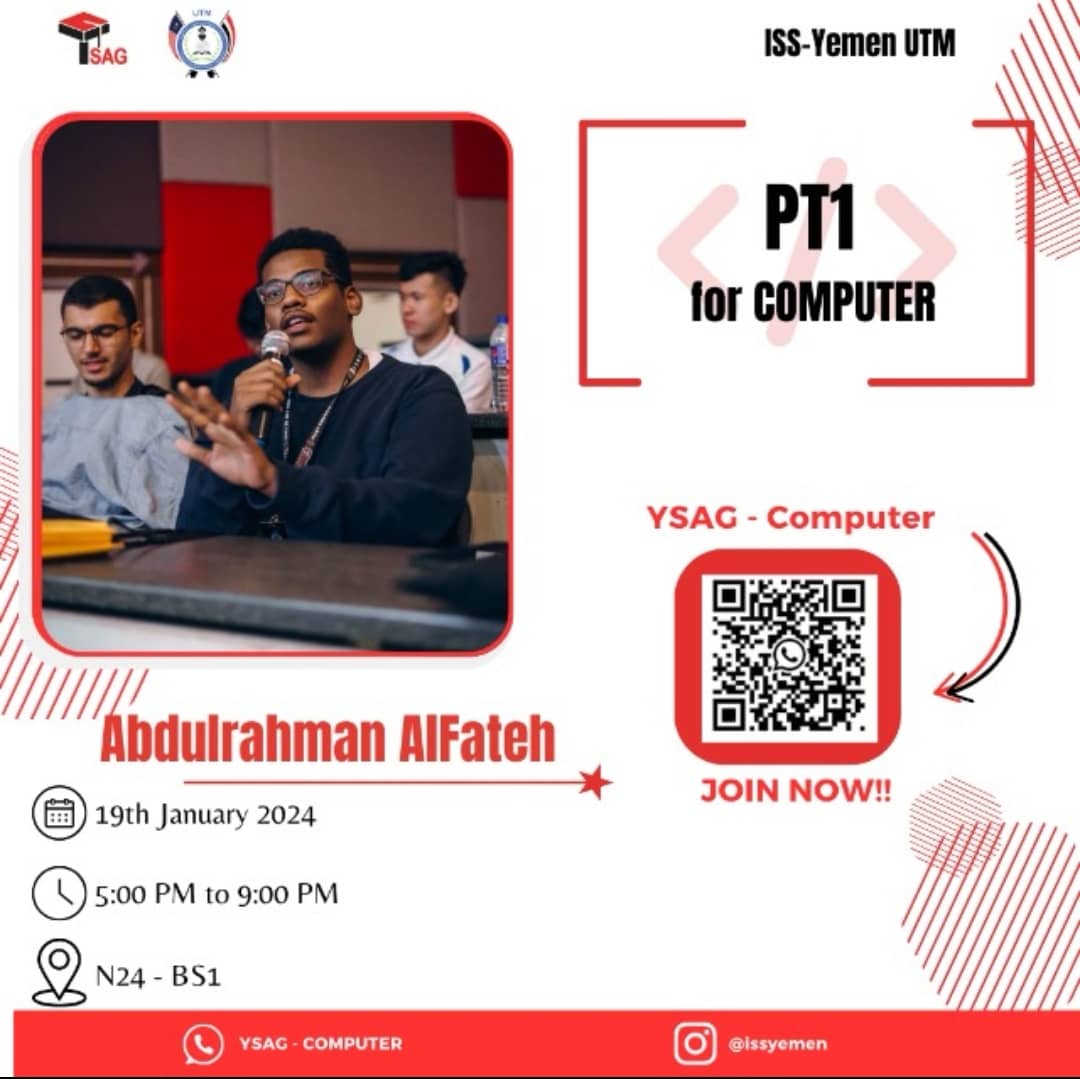 SAG
UTM
ISS-Yemen UTM
PT1
for COMPUTER
YSAG - Computer
JOIN NOW!!
Abdulrahman AlFateh
19th January 2024
5:00 PM to 9:00 PM
N24 - BS1
YSAG - COMPUTER
@issyemen